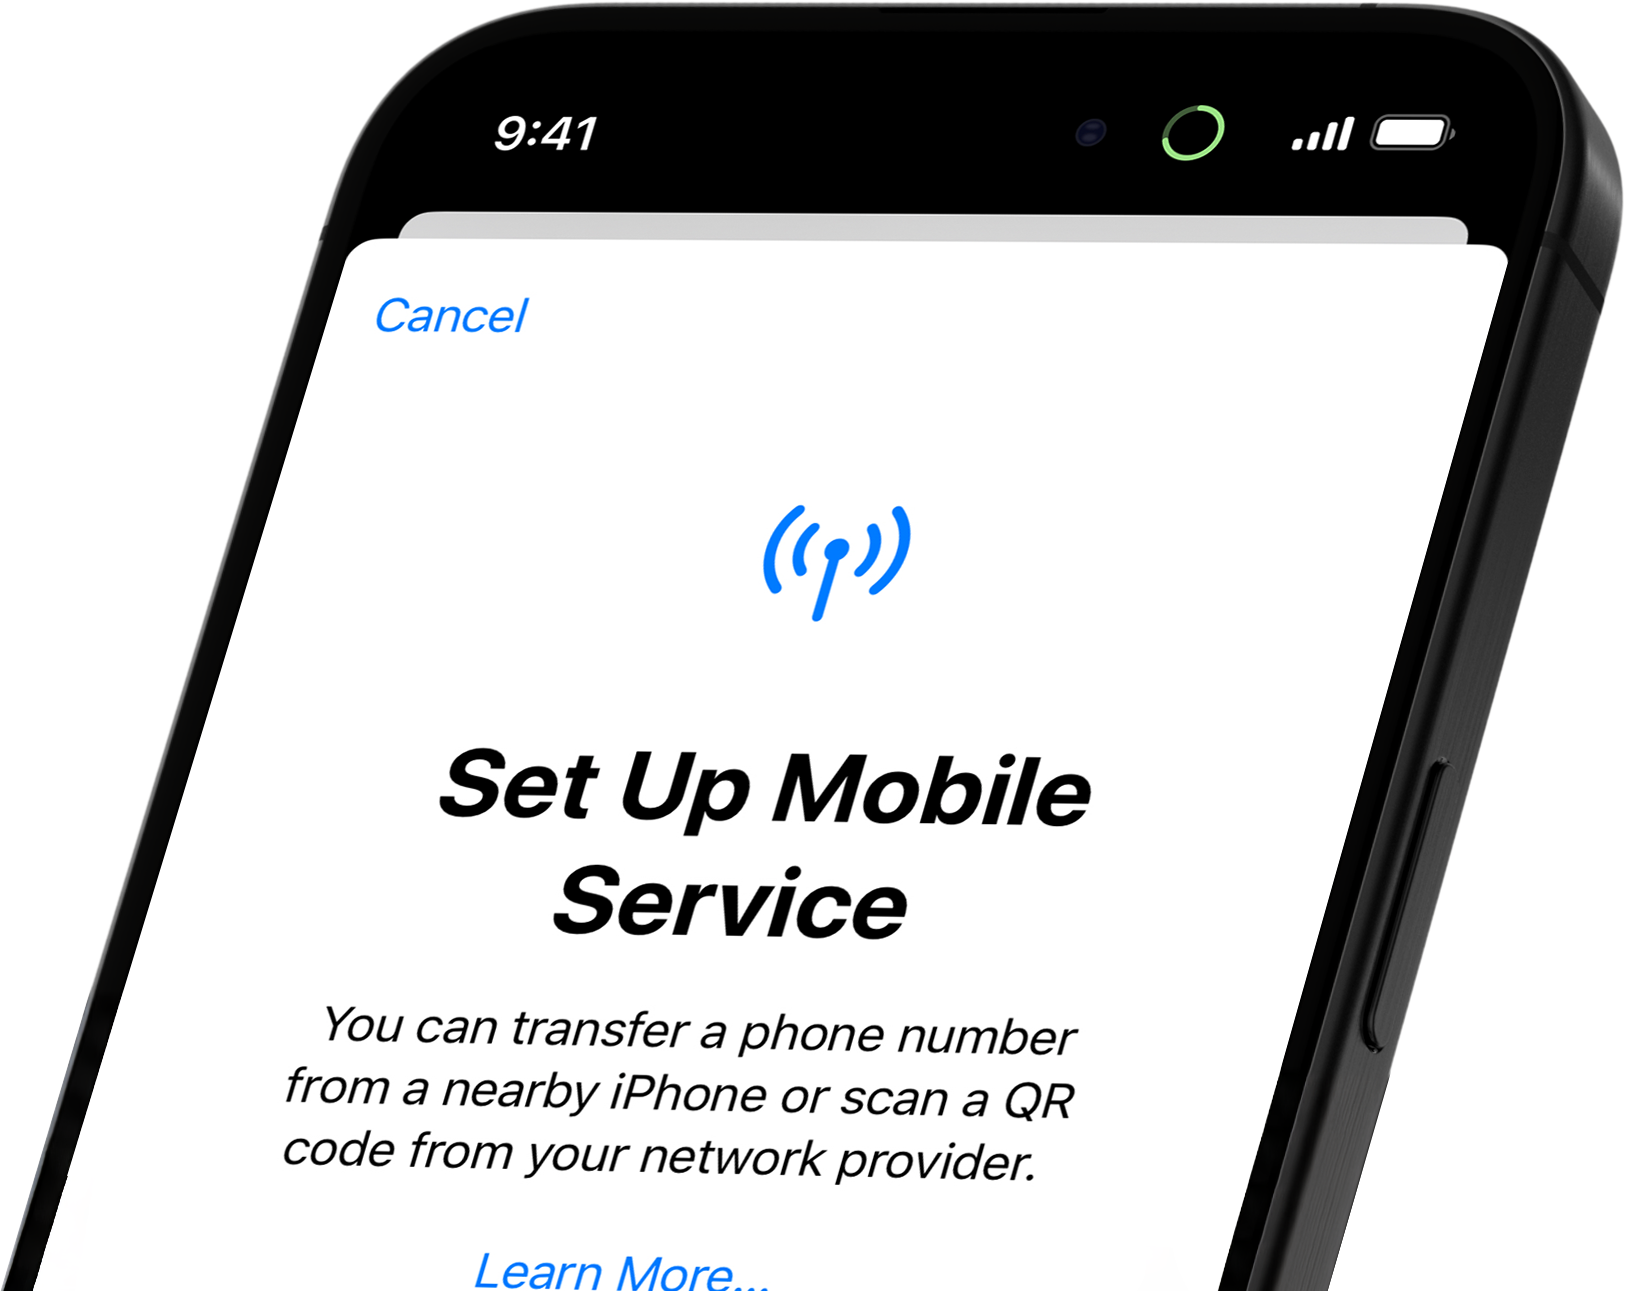 9:41
Cancel
Set Up Mobile
Service
You can transfer a phone number
from a nearby iPhone or scan a QR
code from your network provider.
Learn More...